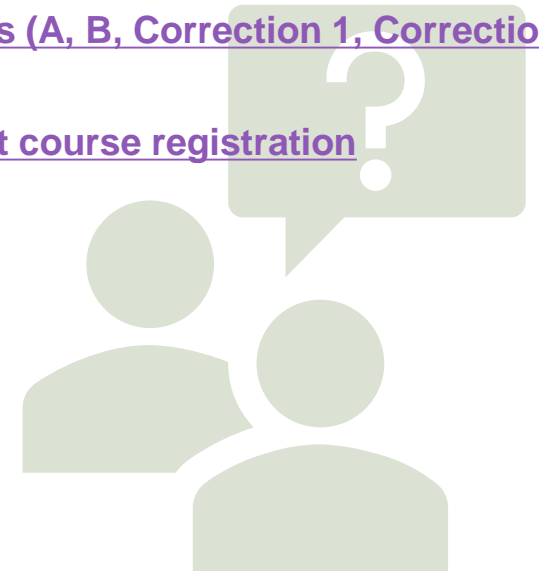 s (A, B, Correction 1, Correctio
t course registration
?